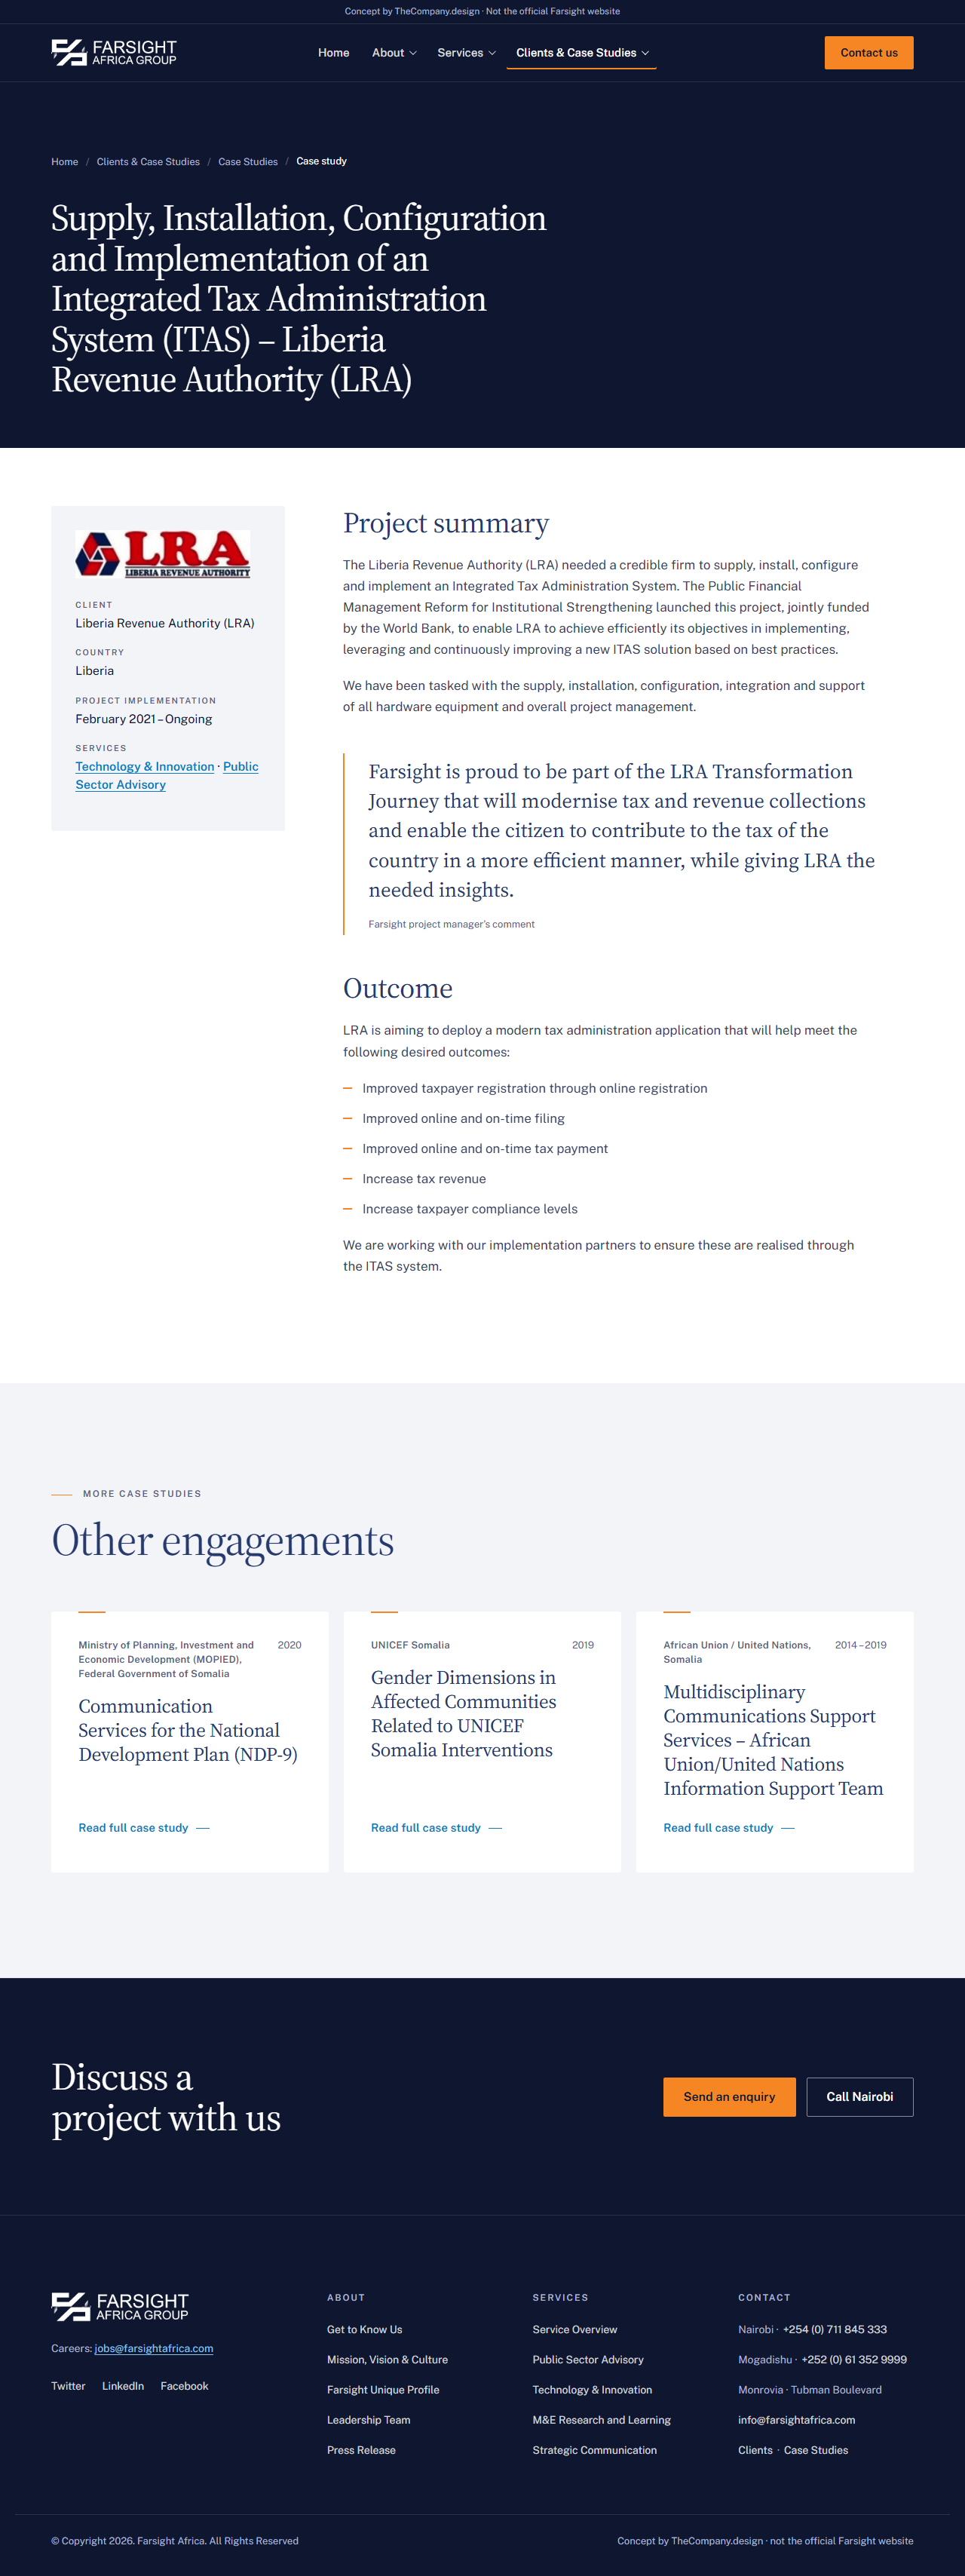 Concept by TheCompany.design · Not the official Farsight website
FARSIGHT
AFRICA GROUP
Home
About
Services
Clients & Case Studies
Contact us
Home / Clients & Case Studies / Case Studies / Case study
Supply, Installation, Configuration
and Implementation of an
Integrated Tax Administration
System (ITAS) – Liberia
Revenue Authority (LRA)
LRA
LIBERIA REVENUE AUTHORITY
CLIENT
Liberia Revenue Authority (LRA)
COUNTRY
Liberia
PROJECT IMPLEMENTATION
February 2021 – Ongoing
SERVICES
Technology & Innovation · Public
Sector Advisory
Project summary
The Liberia Revenue Authority (LRA) needed a credible firm to supply, install, configure
and implement an Integrated Tax Administration System. The Public Financial
Management Reform for Institutional Strengthening launched this project, jointly funded
by the World Bank, to enable LRA to achieve efficiently its objectives in implementing,
leveraging and continuously improving a new ITAS solution based on best practices.
We have been tasked with the supply, installation, configuration, integration and support
of all hardware equipment and overall project management.
Farsight is proud to be part of the LRA Transformation
Journey that will modernise tax and revenue collections
and enable the citizen to contribute to the tax of the
country in a more efficient manner, while giving LRA the
needed insights.
Farsight project manager's comment
Outcome
LRA is aiming to deploy a modern tax administration application that will help meet the
following desired outcomes:
Improved taxpayer registration through online registration
Improved online and on-time filing
Improved online and on-time tax payment
Increase tax revenue
Increase taxpayer compliance levels
We are working with our implementation partners to ensure these are realised through
the ITAS system.
MORE CASE STUDIES
Other engagements
Ministry of Planning, Investment and
Economic Development (MOPIED),
Federal Government of Somalia
2020
Communication
Services for the National
Development Plan (NDP-9)
Read full case study
UNICEF Somalia
2019
Gender Dimensions in
Affected Communities
Related to UNICEF
Somalia Interventions
Read full case study
African Union / United Nations,
Somalia
2014 – 2019
Multidisciplinary
Communications Support
Services – African
Union/United Nations
Information Support Team
Read full case study
Discuss a
project with us
Send an enquiry
Call Nairobi
FARSIGHT
AFRICA GROUP
Careers: jobs@farsightafrica.com
Twitter LinkedIn Facebook
ABOUT
Get to Know Us
Mission, Vision & Culture
Farsight Unique Profile
Leadership Team
Press Release
SERVICES
Service Overview
Public Sector Advisory
Technology & Innovation
M&E Research and Learning
Strategic Communication
CONTACT
Nairobi · +254 (0) 711 845 333
Mogadishu · +252 (0) 61 352 9999
Monrovia · Tubman Boulevard
info@farsightafrica.com
Clients · Case Studies
© Copyright 2026. Farsight Africa. All Rights Reserved
Concept by TheCompany.design · not the official Farsight website